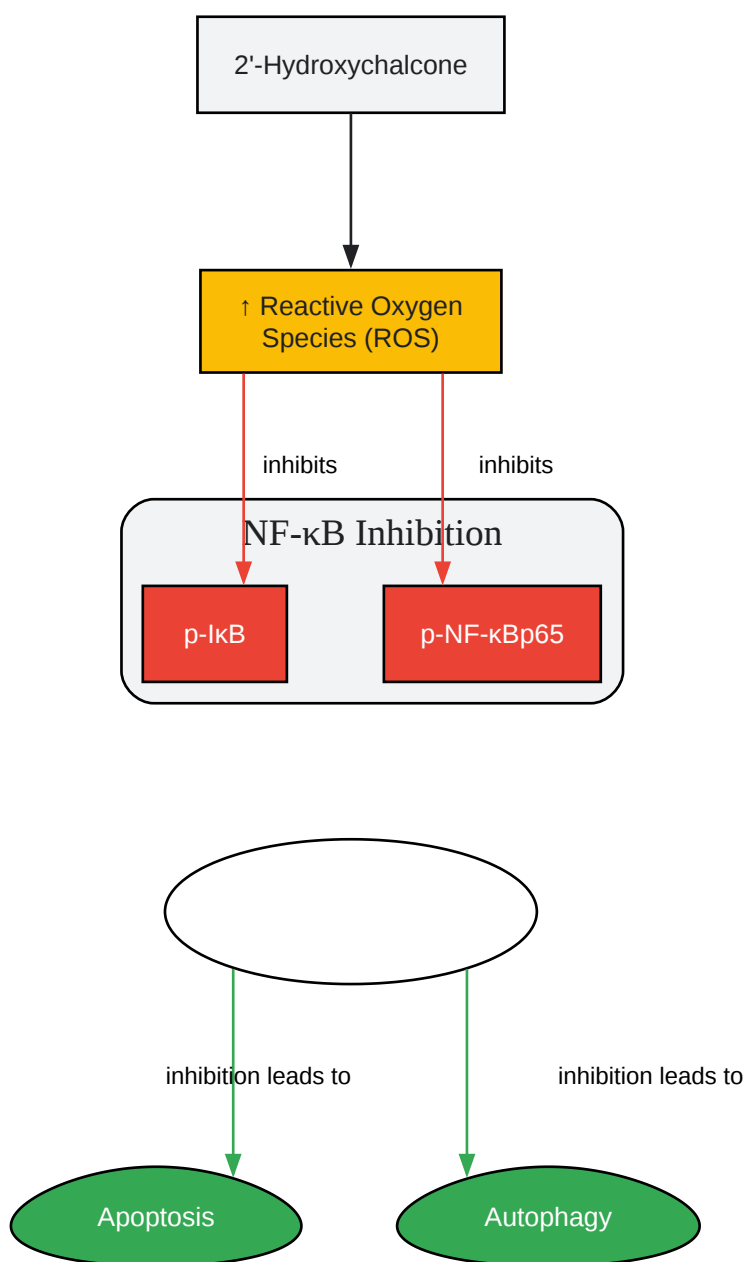 2'-Hydroxychalcone
↑ Reactive Oxygen
Species (ROS)
inhibits
inhibits
NF-κB Inhibition
p-IκB
p-NF-κBp65
inhibition leads to
inhibition leads to
Apoptosis
Autophagy